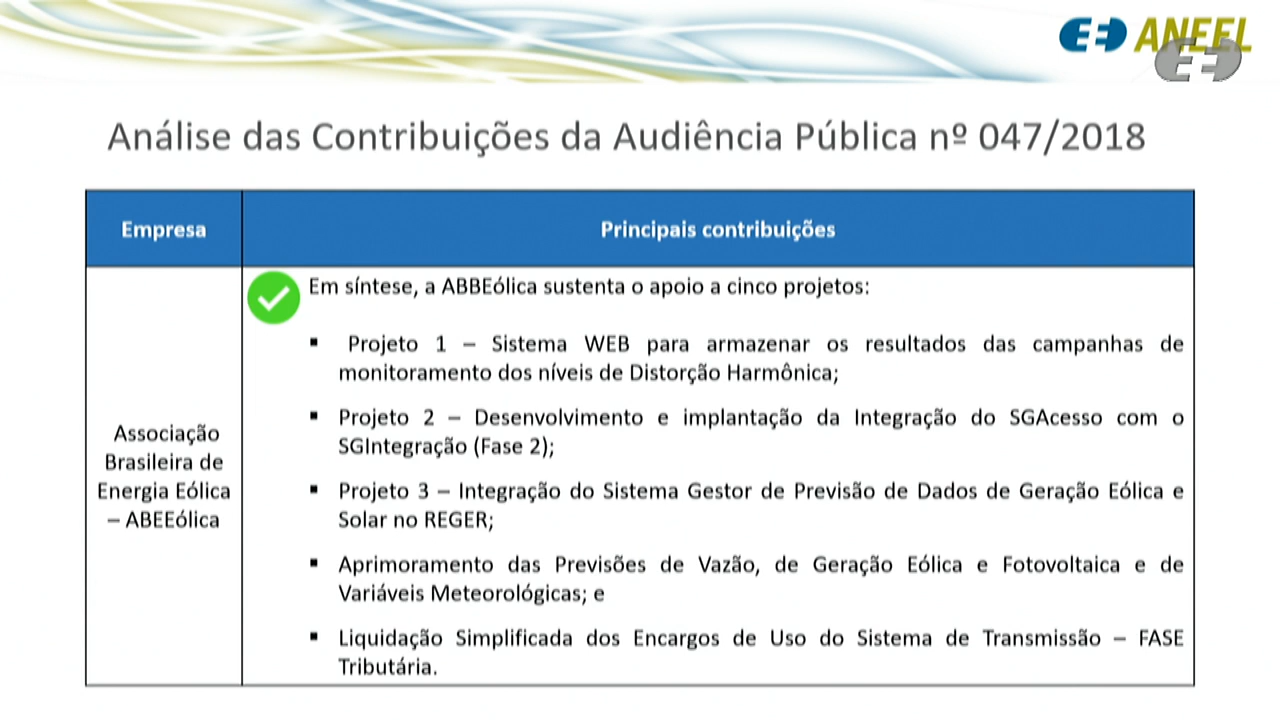 ANEEL
Análise das Contribuições da Audiência Pública nº 047/2018
Empresa
Principais contribuições
Associação
Brasileira de
Energia Eólica
– ABEEólica
Em síntese, a ABBEólica sustenta o apoio a cinco projetos:
▪ Projeto 1 – Sistema WEB para armazenar os resultados das campanhas de
monitoramento dos níveis de Distorção Harmônica;
▪ Projeto 2 – Desenvolvimento e implantação da Integração do SGAcesso com o
SGIntegração (Fase 2);
▪ Projeto 3 – Integração do Sistema Gestor de Previsão de Dados de Geração Eólica e
Solar no REGER;
▪ Aprimoramento das Previsões de Vazão, de Geração Eólica e Fotovoltaica e de
Variáveis Meteorológicas; e
▪ Liquidação Simplificada dos Encargos de Uso do Sistema de Transmissão – FASE
Tributária.